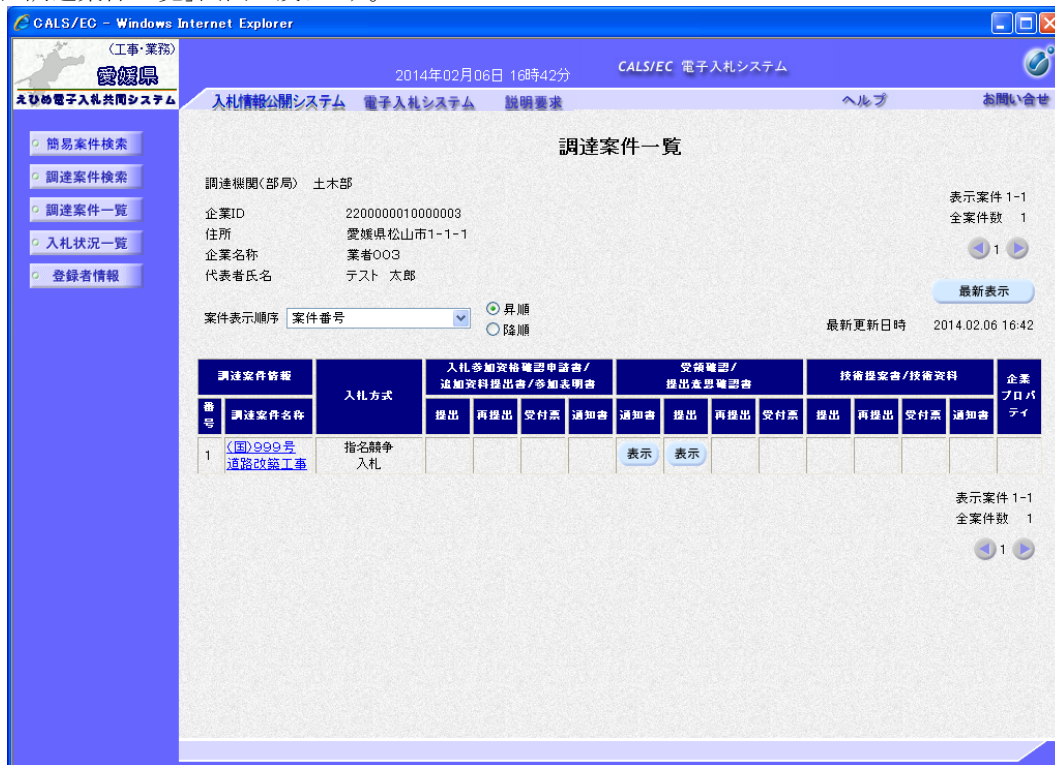 CALS/EC - Windows Internet Explorer
(工事・業務)
愛媛県
えひめ電子入札共同システム
2014年02月06日 16時42分
CALS/EC 電子入札システム
入札情報公開システム 電子入札システム 説明要求 ヘルプ お問い合せ
簡易案件検索
調達案件検索
調達案件一覧
入札状況一覧
登録者情報
調達案件一覧
調達機関(部局) 土木部
企業ID 2200000010000003
住所 愛媛県松山市1-1-1
企業名称 業者003
代表者氏名 テスト 太郎
表示案件 1-1
全案件数 1
1
最新表示
案件表示順序 案件番号
昇順
降順
最新更新日時 2014.02.06 16:42
調達案件情報 入札方式 入札参加資格確認申請書/追加資料提出書/参加表明書 受領確認/提出意思確認書 技術提案書/技術資料 企業プロパティ
番号 調達案件名称 提出 再提出 受付票 通知書 通知書 提出 再提出 受付票 提出 再提出 受付票 通知書
1 (国)999号道路改築工事 指名競争入札 表示 表示
表示案件 1-1
全案件数 1
1